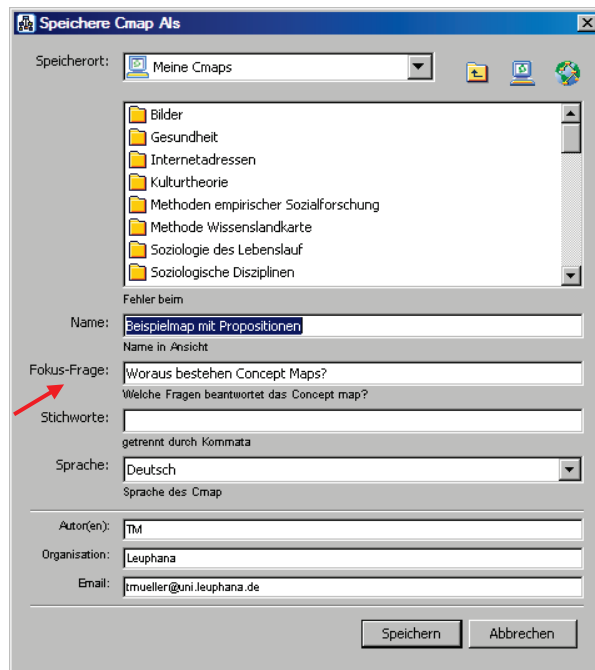 Speichere Cmap Als
Speicherort: Meine Cmaps
Bilder
Gesundheit
Internetadressen
Kulturtheorie
Methoden empirischer Sozialforschung
Methode Wissenslandkarte
Soziologie des Lebenslauf
Soziologische Disziplinen
Fehler beim
Name: Beispielmap mit Propositionen
Name in Ansicht
Fokus-Frage: Woraus bestehen Concept Maps?
Welche Fragen beantwortet das Concept map?
Stichworte:
getrennt durch Kommata
Sprache: Deutsch
Sprache des Cmap
Autor(en): TM
Organisation: Leuphana
Email: tmueller@uni.leuphana.de
Speichern Abbrechen